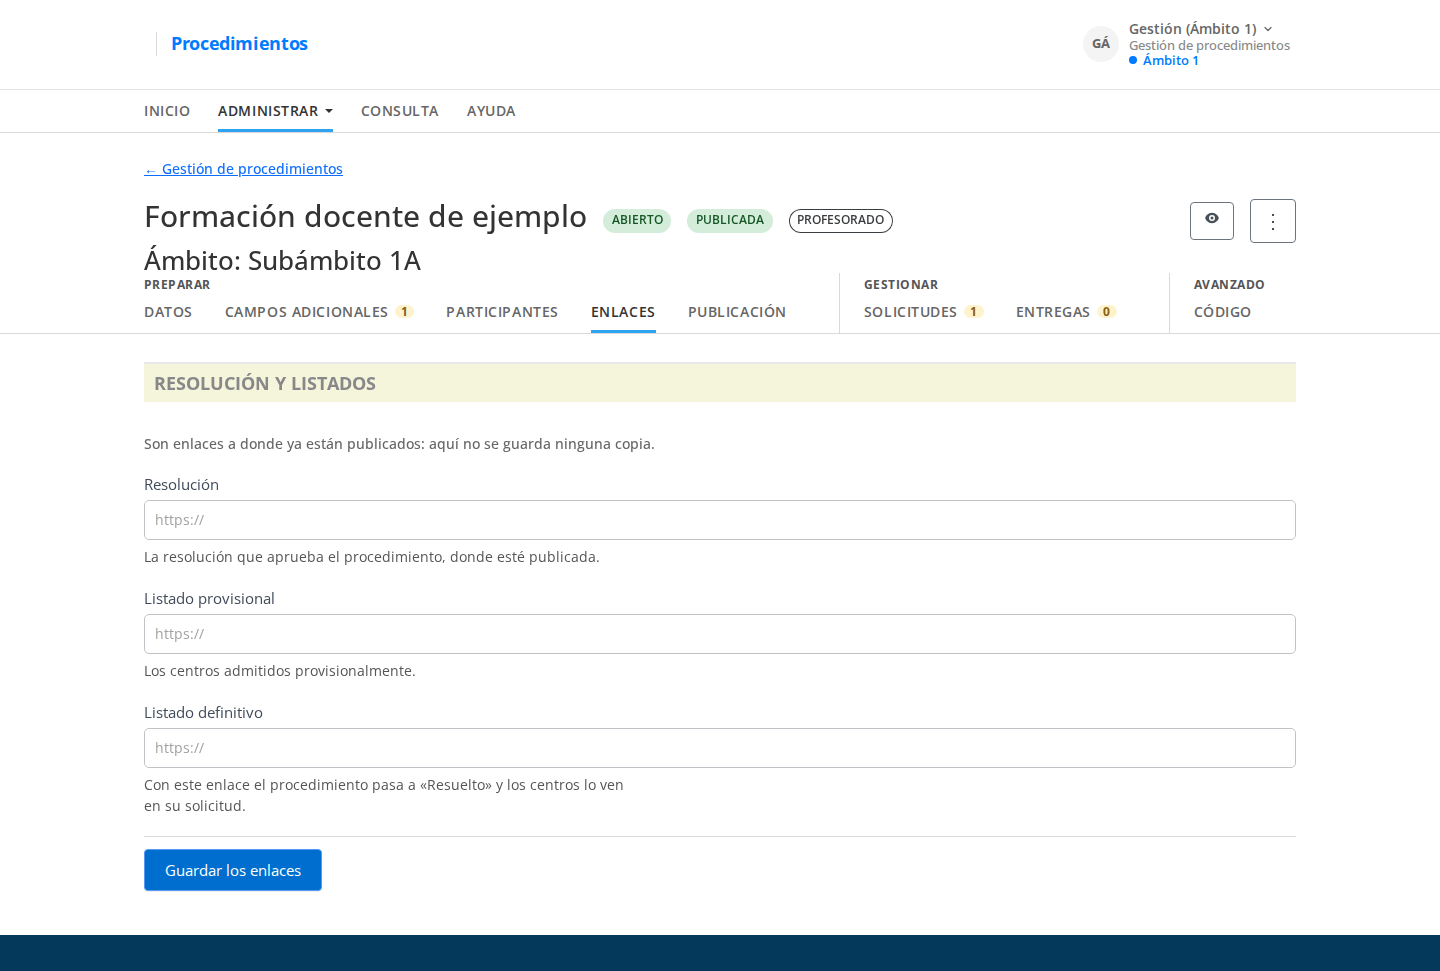 Procedimientos
GÁ
Gestión (Ámbito 1)
Gestión de procedimientos
Ámbito 1
INICIO
ADMINISTRAR
CONSULTA
AYUDA
← Gestión de procedimientos
Formación docente de ejemplo
ABIERTO
PUBLICADA
PROFESORADO
⋮
Ámbito: Subámbito 1A
PREPARAR
DATOS
CAMPOS ADICIONALES 1
PARTICIPANTES
ENLACES
PUBLICACIÓN
GESTIONAR
SOLICITUDES 1
ENTREGAS 0
AVANZADO
CÓDIGO
RESOLUCIÓN Y LISTADOS
Son enlaces a donde ya están publicados: aquí no se guarda ninguna copia.
Resolución
https://
La resolución que aprueba el procedimiento, donde esté publicada.
Listado provisional
https://
Los centros admitidos provisionalmente.
Listado definitivo
https://
Con este enlace el procedimiento pasa a «Resuelto» y los centros lo ven
en su solicitud.
Guardar los enlaces